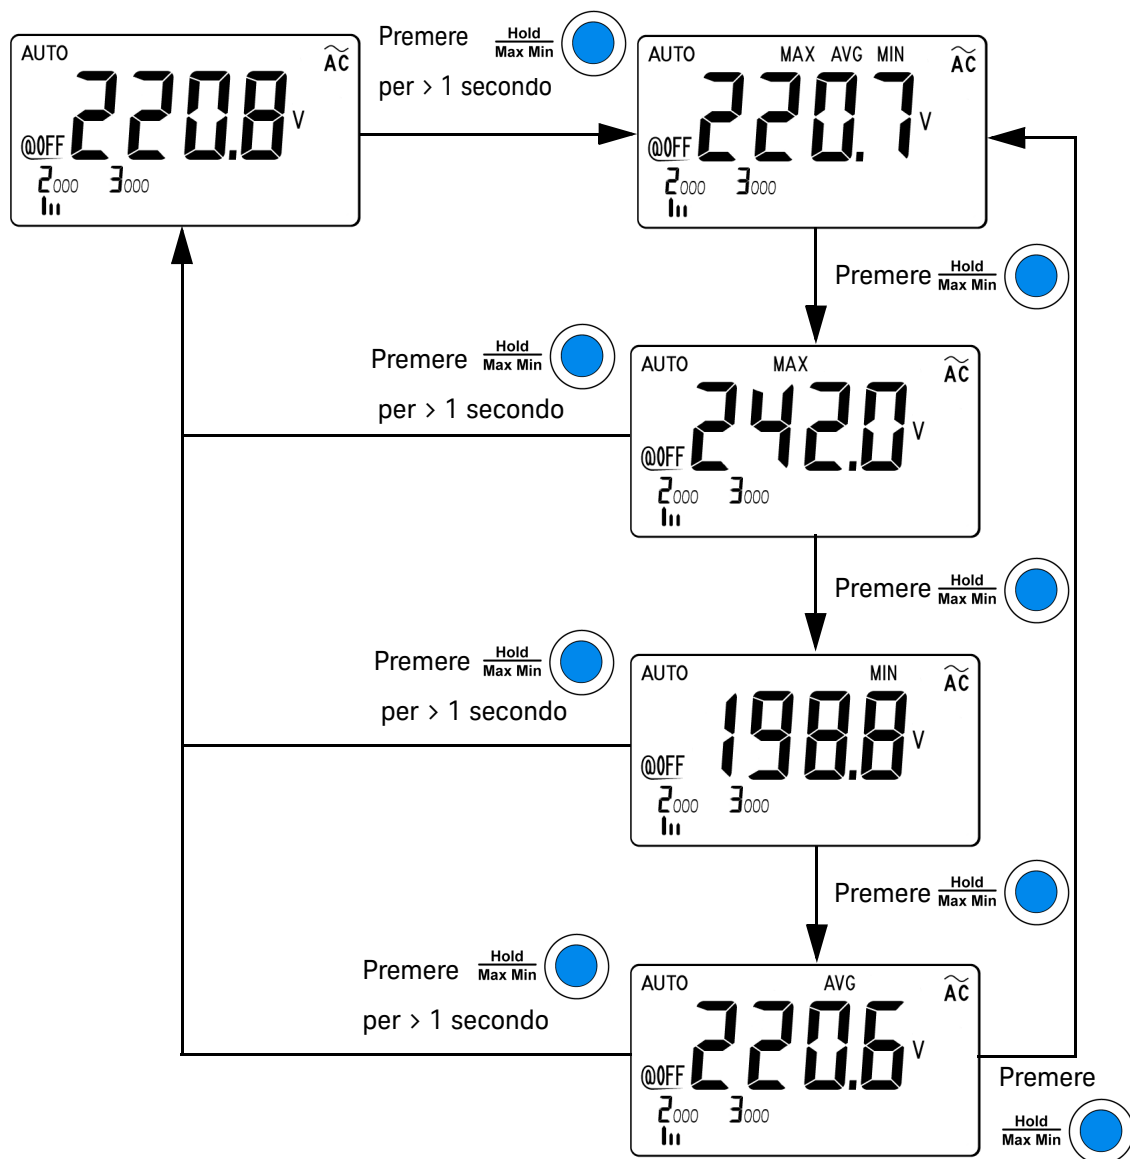 Premere Hold
Max Min
per > 1 secondo
AUTO AC
220.8 V
@OFF
2000 3000
AUTO MAX AVG MIN AC
220.7 V
@OFF
2000 3000
Premere Hold
Max Min
Premere Hold
Max Min
per > 1 secondo
AUTO MAX AC
242.0 V
@OFF
2000 3000
Premere Hold
Max Min
Premere Hold
Max Min
per > 1 secondo
AUTO MIN AC
198.8 V
@OFF
2000 3000
Premere Hold
Max Min
Premere Hold
Max Min
per > 1 secondo
AUTO AVG AC
220.6 V
@OFF
2000 3000
Premere
Hold
Max Min